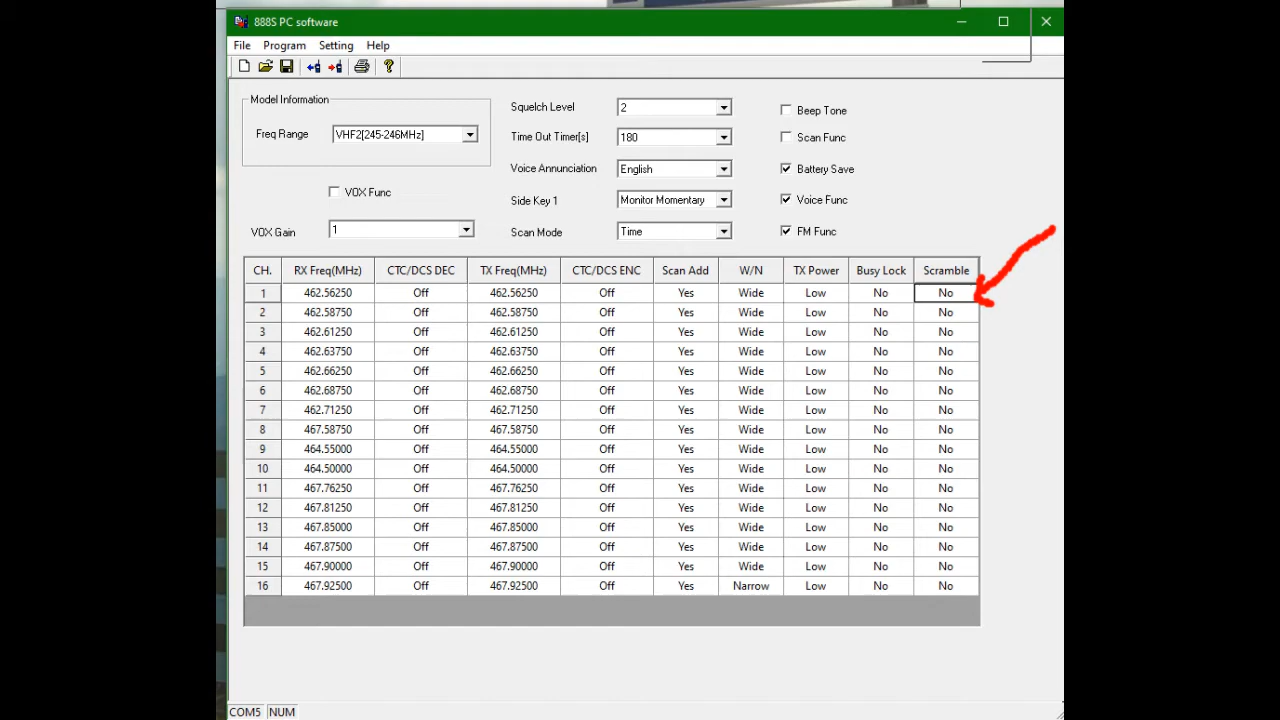 888S PC software
File Program Setting Help
Model Information
Freq Range VHF2[245-246MHz]
VOX Func
VOX Gain 1
Squelch Level 2
Time Out Timer[s] 180
Voice Annunciation English
Side Key 1 Monitor Momentary
Scan Mode Time
Beep Tone
Scan Func
Battery Save
Voice Func
FM Func
CH. RX Freq(MHz) CTC/DCS DEC TX Freq(MHz) CTC/DCS ENC Scan Add W/N TX Power Busy Lock Scramble
1 462.56250 Off 462.56250 Off Yes Wide Low No No
2 462.58750 Off 462.58750 Off Yes Wide Low No No
3 462.61250 Off 462.61250 Off Yes Wide Low No No
4 462.63750 Off 462.63750 Off Yes Wide Low No No
5 462.66250 Off 462.66250 Off Yes Wide Low No No
6 462.68750 Off 462.68750 Off Yes Wide Low No No
7 462.71250 Off 462.71250 Off Yes Wide Low No No
8 467.58750 Off 467.58750 Off Yes Wide Low No No
9 464.55000 Off 464.55000 Off Yes Wide Low No No
10 464.50000 Off 464.50000 Off Yes Wide Low No No
11 467.76250 Off 467.76250 Off Yes Wide Low No No
12 467.81250 Off 467.81250 Off Yes Wide Low No No
13 467.85000 Off 467.85000 Off Yes Wide Low No No
14 467.87500 Off 467.87500 Off Yes Wide Low No No
15 467.90000 Off 467.90000 Off Yes Wide Low No No
16 467.92500 Off 467.92500 Off Yes Narrow Low No No
COM5 NUM